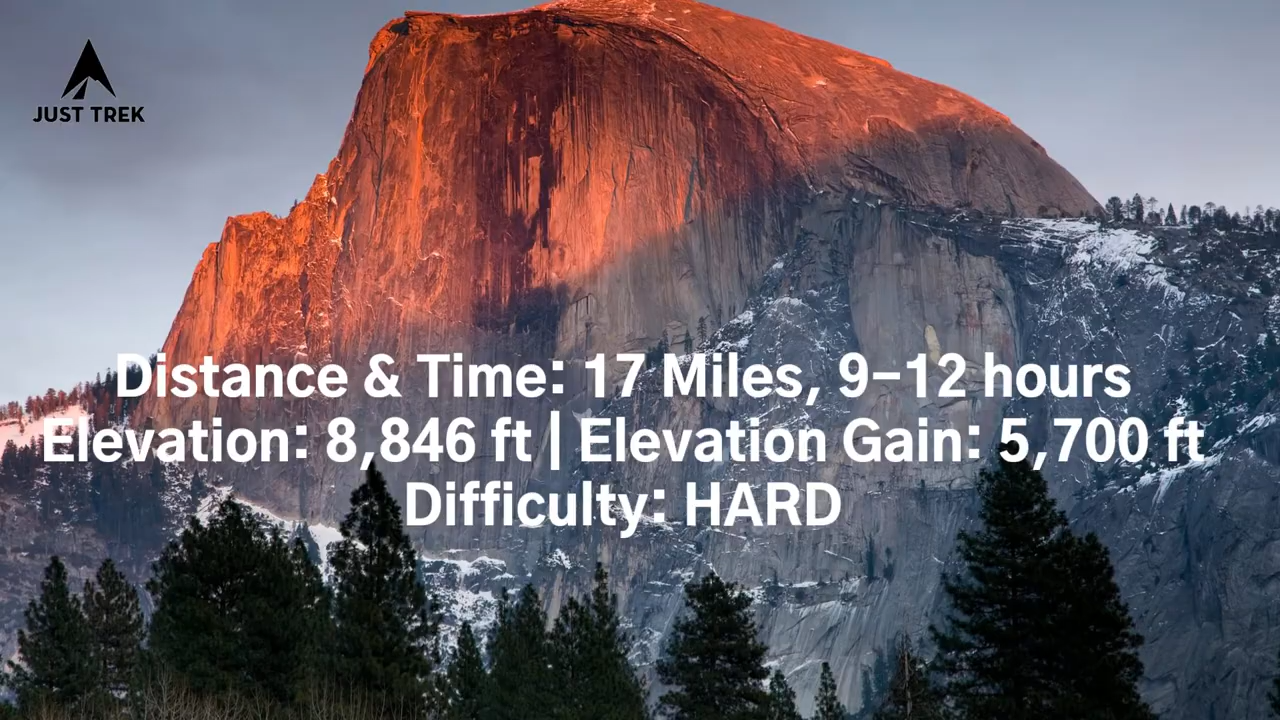 JUST TREK
Distance & Time: 17 Miles, 9-12 hours
Elevation: 8,846 ft | Elevation Gain: 5,700 ft
Difficulty: HARD